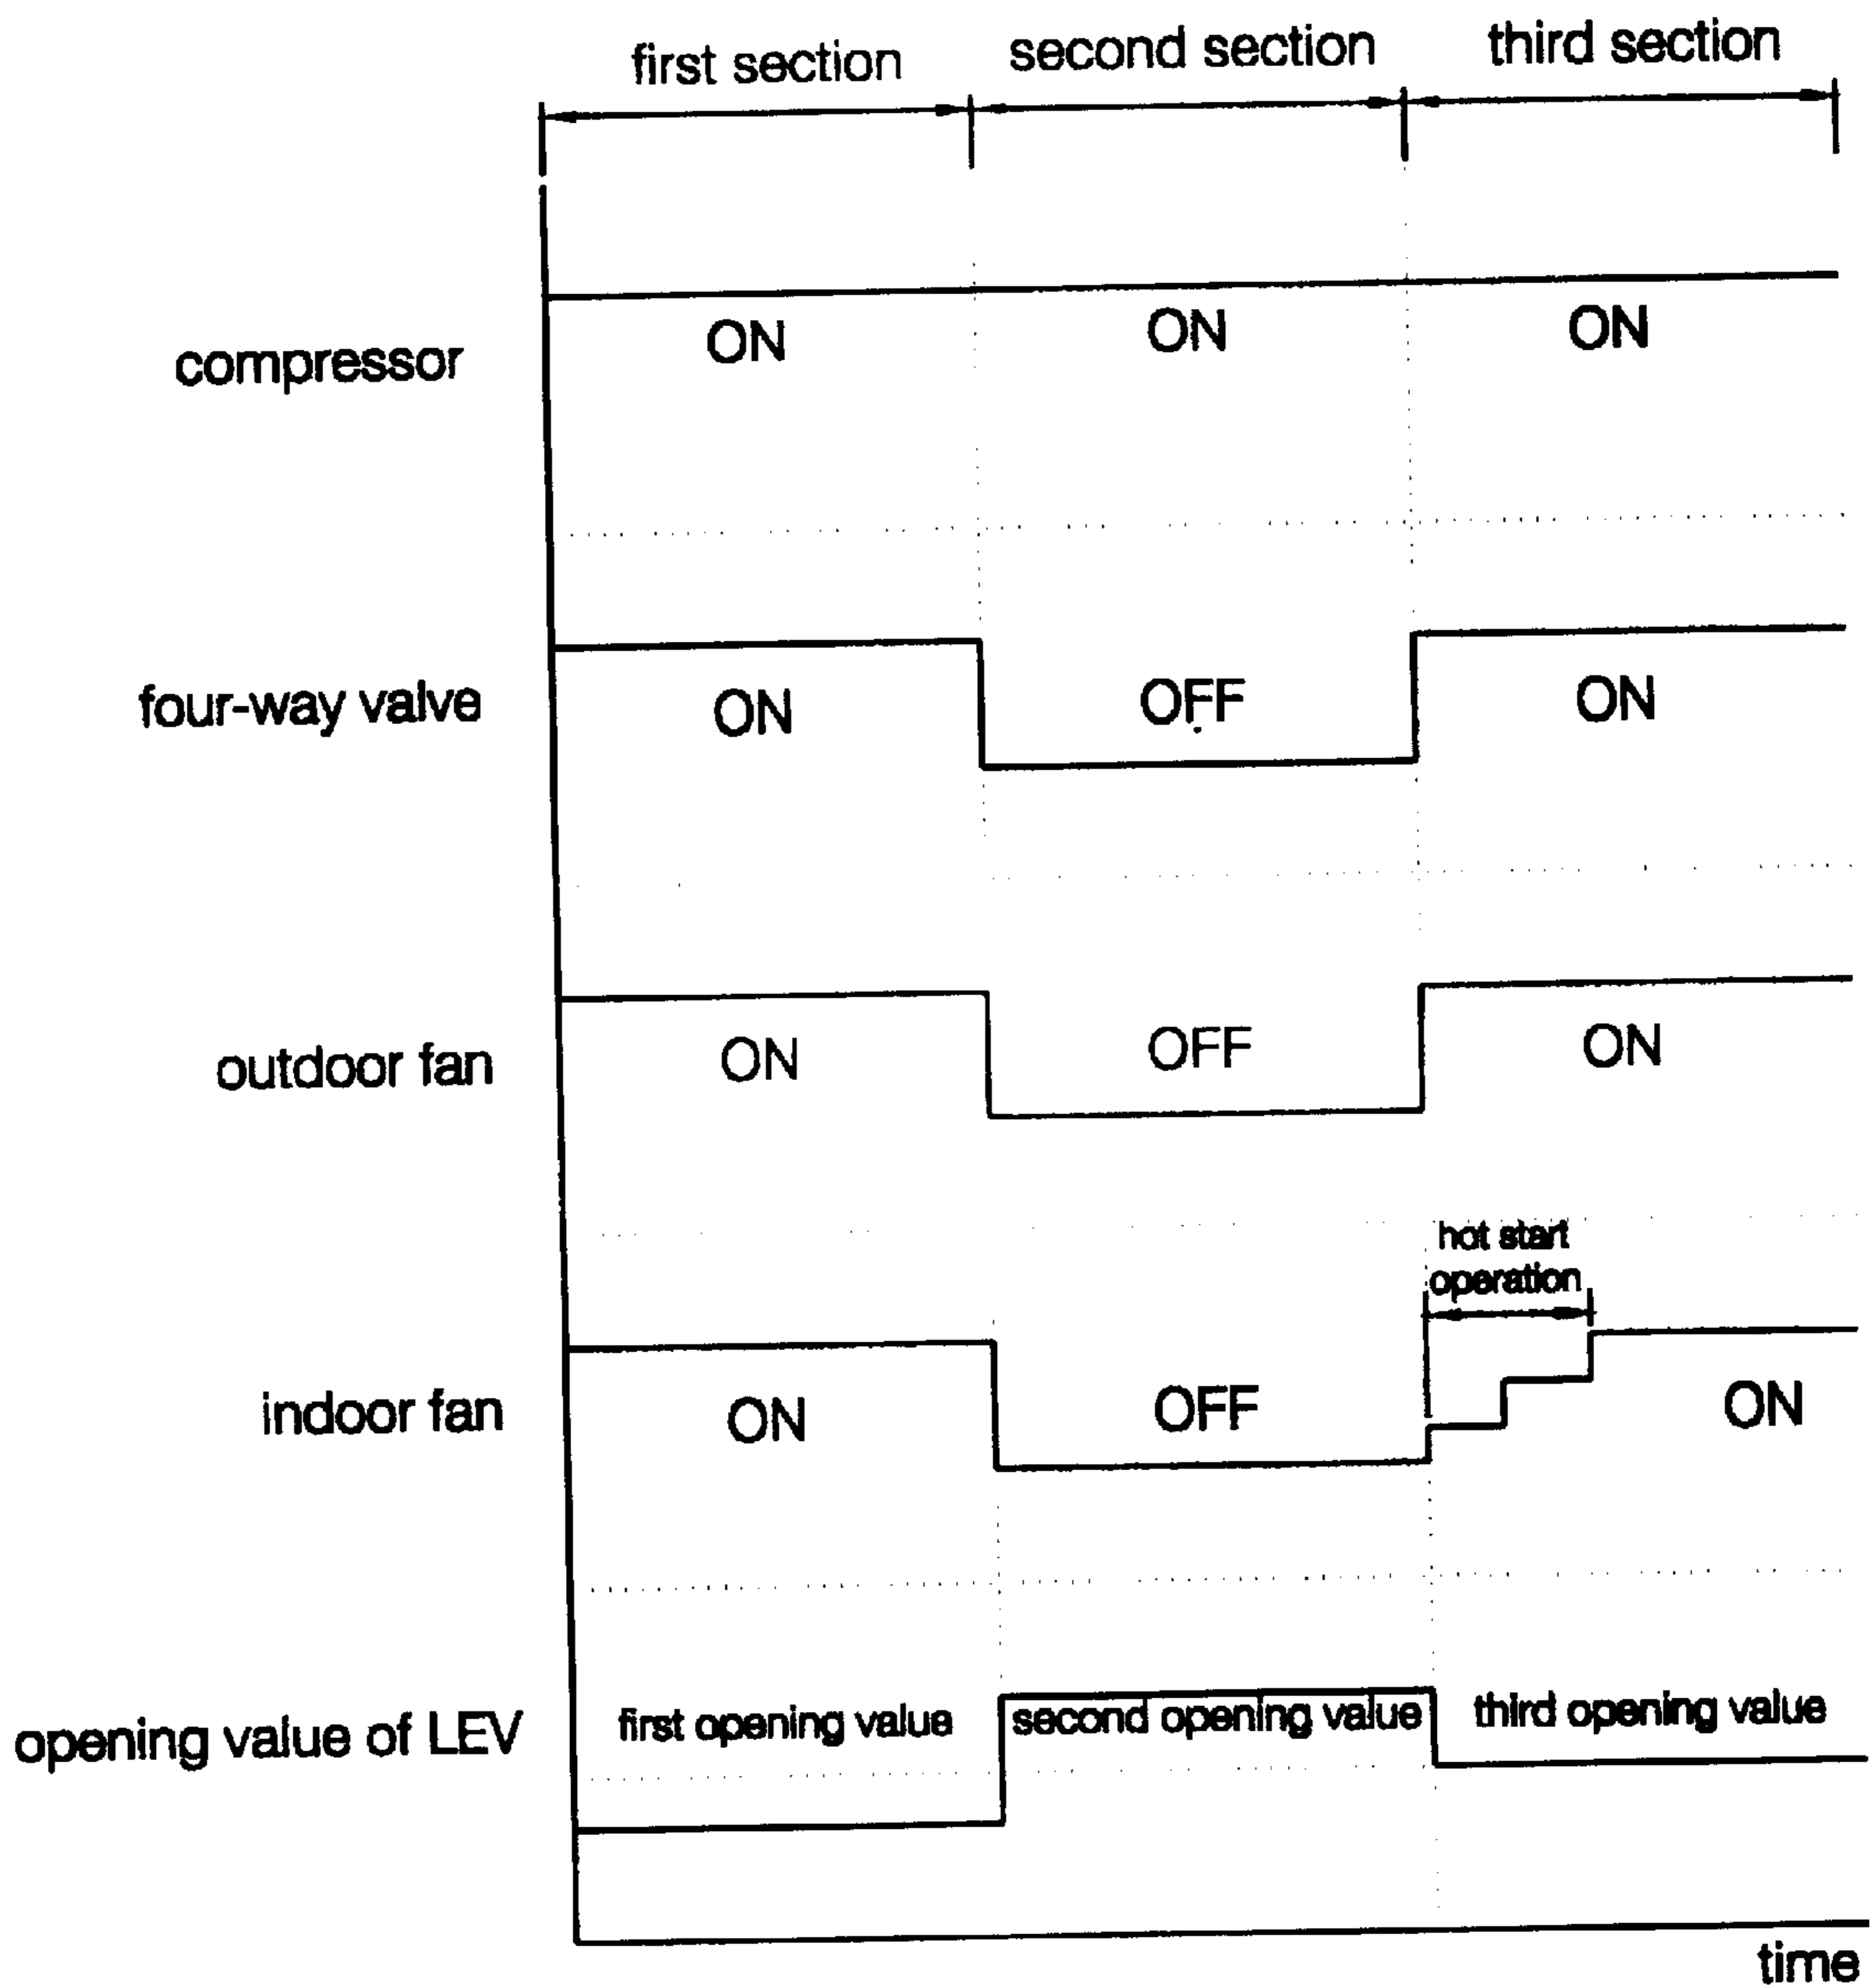 first section
second section
third section
compressor
ON
ON
ON
four-way valve
ON
OFF
ON
outdoor fan
ON
OFF
ON
hot start
operation
indoor fan
ON
OFF
ON
opening value of LEV
first opening value
second opening value
third opening value
time